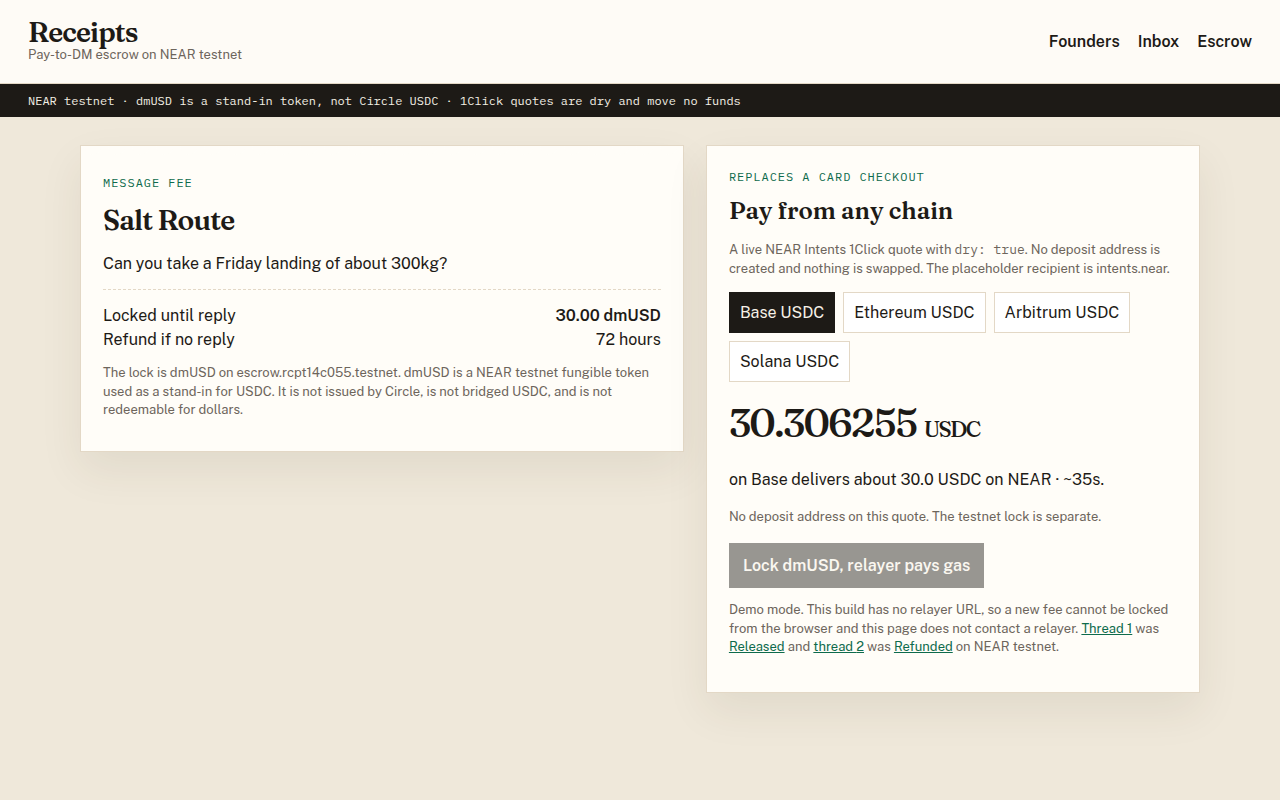 Receipts
Pay-to-DM escrow on NEAR testnet
Founders Inbox Escrow
NEAR testnet · dmUSD is a stand-in token, not Circle USDC · 1Click quotes are dry and move no funds
MESSAGE FEE
Salt Route
Can you take a Friday landing of about 300kg?
Locked until reply 30.00 dmUSD
Refund if no reply 72 hours
The lock is dmUSD on escrow.rcpt14c055.testnet. dmUSD is a NEAR testnet fungible token
used as a stand-in for USDC. It is not issued by Circle, is not bridged USDC, and is not
redeemable for dollars.
REPLACES A CARD CHECKOUT
Pay from any chain
A live NEAR Intents 1Click quote with dry: true. No deposit address is
created and nothing is swapped. The placeholder recipient is intents.near.
Base USDC Ethereum USDC Arbitrum USDC
Solana USDC
30.306255 USDC
on Base delivers about 30.0 USDC on NEAR · ~35s.
No deposit address on this quote. The testnet lock is separate.
Lock dmUSD, relayer pays gas
Demo mode. This build has no relayer URL, so a new fee cannot be locked
from the browser and this page does not contact a relayer. Thread 1 was
Released and thread 2 was Refunded on NEAR testnet.